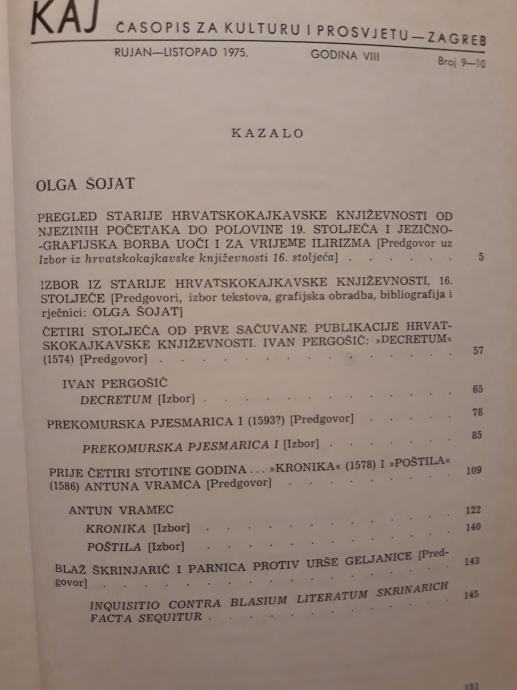 KAJ ČASOPIS ZA KULTURU I PROSVJETU — ZAGREB
RUJAN—LISTOPAD 1975. GODINA VIII Broj 9—10
KAZALO
OLGA ŠOJAT
PREGLED STARIJE HRVATSKOKAJKAVSKE KNJIŽEVNOSTI OD
NJEZINIH POČETAKA DO POLOVINE 19. STOLJEĆA I JEZIČNO-
-GRAFIJSKA BORBA UOČI I ZA VRIJEME ILIRIZMA [Predgovor uz
Izbor iz hrvatskokajkavske književnosti 16. stoljeća] . . . . . . 5
IZBOR IZ STARIJE HRVATSKOKAJKAVSKE KNJIŽEVNOSTI, 16.
STOLJEĆE [Predgovori, izbor tekstova, grafijska obradba, bibliografija i
rječnici: OLGA ŠOJAT]
ČETIRI STOLJEĆA OD PRVE SAČUVANE PUBLIKACIJE HRVAT-
SKOKAJKAVSKE KNJIŽEVNOSTI. IVAN PERGOŠIĆ: »DECRETUM«
(1574) [Predgovor] . . . . . . . . . . . 57
IVAN PERGOŠIĆ
DECRETUM [Izbor] . . . . . . . . . 65
PREKOMURSKA PJESMARICA I (1593?) [Predgovor] . . . . 78
PREKOMURSKA PJESMARICA I [Izbor] . . . . . 85
PRIJE ČETIRI STOTINE GODINA... »KRONIKA« (1578) I »POŠTILA«
(1586) ANTUNA VRAMCA [Predgovor] . . . . . . 109
ANTUN VRAMEC
KRONIKA [Izbor] . . . . . . . . . 122
POŠTILA [Izbor] . . . . . . . . . 140
BLAŽ ŠKRINJARIĆ I PARNICA PROTIV URŠE GELJANICE [Pred-
govor] . . . . . . . . . . . . 143
INQUISITIO CONTRA BLASIUM LITERATUM SKRINARICH
FACTA SEQUITUR . . . . . . . . . 145
151